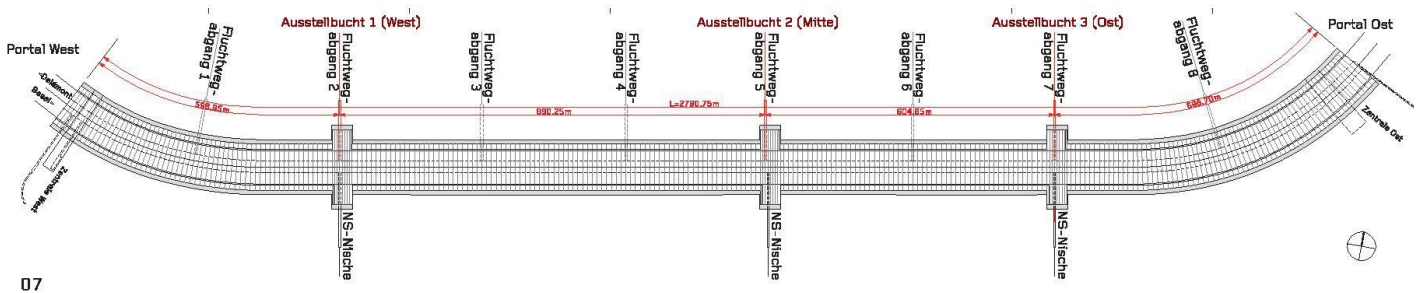 Ausstellbucht 1 (West)
Ausstellbucht 2 (Mitte)
Ausstellbucht 3 (Ost)
Portal West
Portal Ost
Fluchtweg-
abgang 1
Fluchtweg-
abgang 2
Fluchtweg-
abgang 3
Fluchtweg-
abgang 4
Fluchtweg-
abgang 5
Fluchtweg-
abgang 6
Fluchtweg-
abgang 7
Fluchtweg-
abgang 8
-Delémont
Basel-
L=2790.75m
890.25m
604.85m
Zentrale West
Zentrale Ost
NS-Nische
NS-Nische
NS-Nische
07